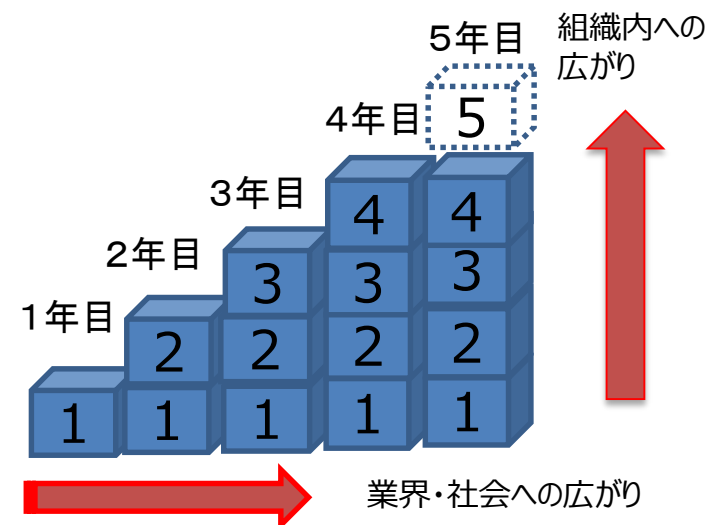 5年目
組織内への
広がり
4年目
5
3年目
4 4
2年目
3 3 3
1年目
2 2 2 2
1 1 1 1 1
業界・社会への広がり